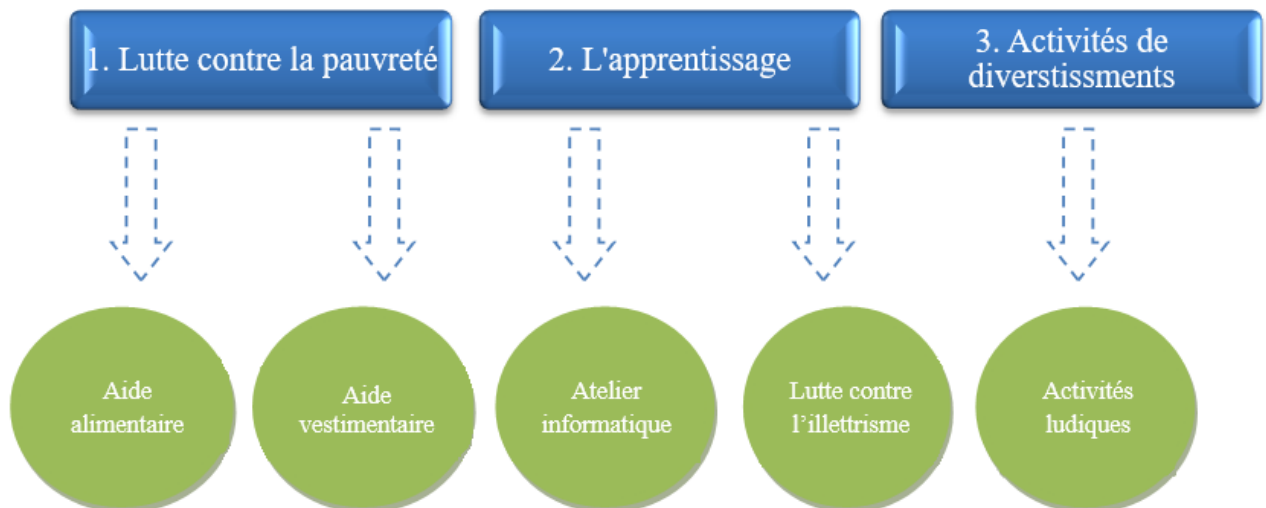 1. Lutte contre la pauvreté
2. L'apprentissage
3. Activités de
diverstissments
Aide
alimentaire
Aide
vestimentaire
Atelier
informatique
Lutte contre
l’illettrisme
Activités
ludiques